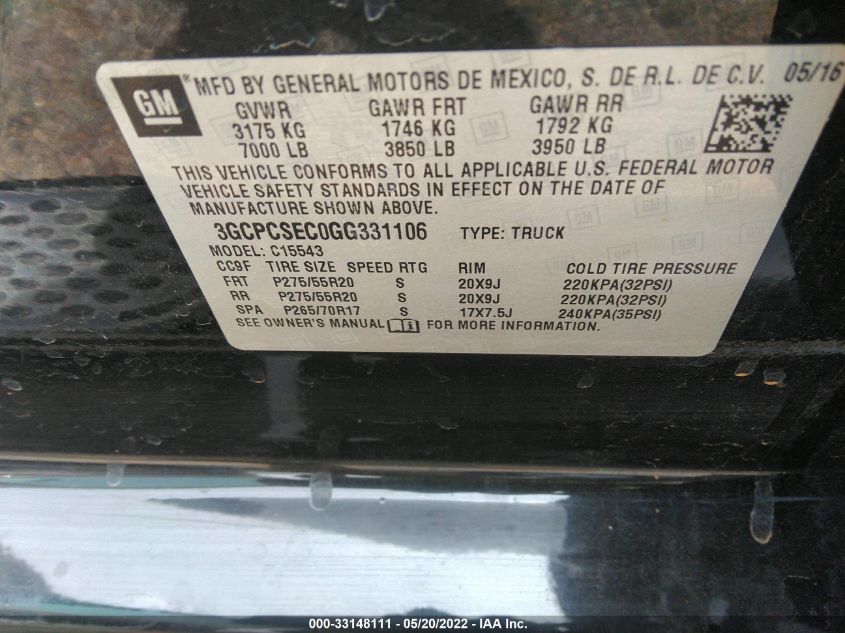 GM ® MFD BY GENERAL MOTORS DE MEXICO, S. DE R.L. DE C.V. 05/16
GVWR GAWR FRT GAWR RR
3175 KG 1746 KG 1792 KG
7000 LB 3850 LB 3950 LB
THIS VEHICLE CONFORMS TO ALL APPLICABLE U.S. FEDERAL MOTOR
VEHICLE SAFETY STANDARDS IN EFFECT ON THE DATE OF
MANUFACTURE SHOWN ABOVE.
3GCPCSEC0GG331106 TYPE: TRUCK
MODEL: C15543
CC9F TIRE SIZE SPEED RTG RIM COLD TIRE PRESSURE
FRT P275/55R20 S 20X9J 220KPA(32PSI)
RR P275/55R20 S 20X9J 220KPA(32PSI)
SPA P265/70R17 S 17X7.5J 240KPA(35PSI)
SEE OWNER'S MANUAL FOR MORE INFORMATION.
000-33148111 — 05/20/2022 — IAA Inc.